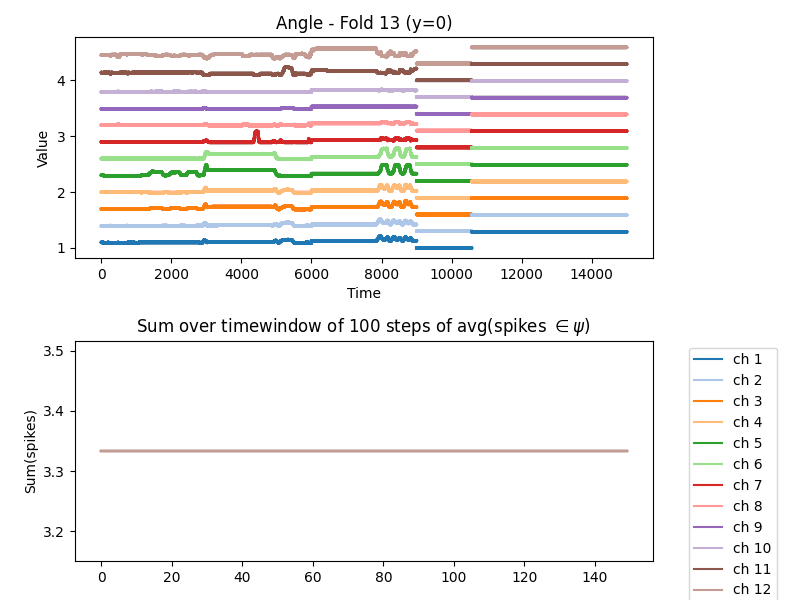 Angle - Fold 13 (y=0)
Value
4
3
2
1
0 2000 4000 6000 8000 10000 12000 14000
Time
Sum over timewindow of 100 steps of avg(spikes ∈ ψ)
Sum(spikes)
3.5
3.4
3.3
3.2
0 20 40 60 80 100 120 140
ch 1
ch 2
ch 3
ch 4
ch 5
ch 6
ch 7
ch 8
ch 9
ch 10
ch 11
ch 12